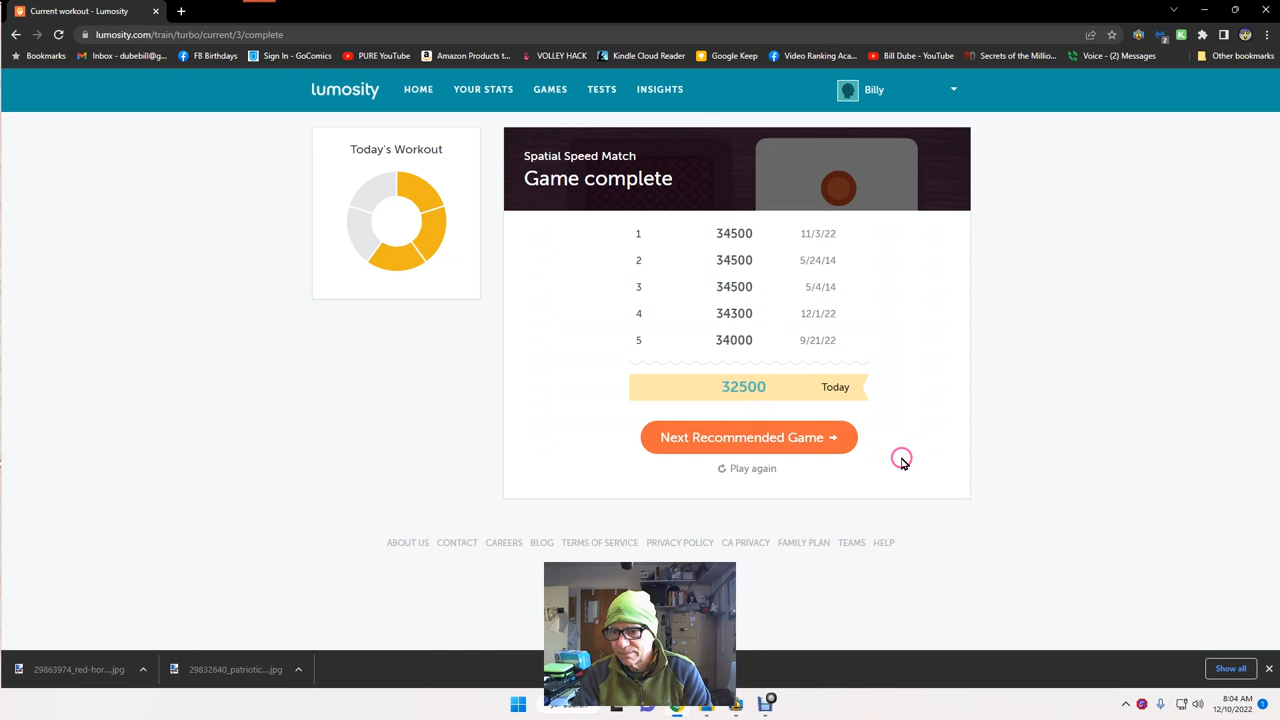 Current workout - Lumosity
lumosity.com/train/turbo/current/3/complete
Bookmarks
Inbox - dubebill@g...
FB Birthdays
Sign In - GoComics
PURE YouTube
Amazon Products t...
VOLLEY HACK
Kindle Cloud Reader
Google Keep
Video Ranking Aca...
Bill Dube - YouTube
Secrets of the Millio...
Voice - (2) Messages
Other bookmarks
lumosity
HOME
YOUR STATS
GAMES
TESTS
INSIGHTS
Billy
Today's Workout
Spatial Speed Match
Game complete
1 34500 11/3/22
2 34500 5/24/14
3 34500 5/4/14
4 34300 12/1/22
5 34000 9/21/22
32500 Today
Next Recommended Game
Play again
ABOUT US CONTACT CAREERS BLOG TERMS OF SERVICE PRIVACY POLICY CA PRIVACY FAMILY PLAN TEAMS HELP
29863974_red-hor....jpg
29832640_patriotic....jpg
Show all
8:04 AM
12/10/2022